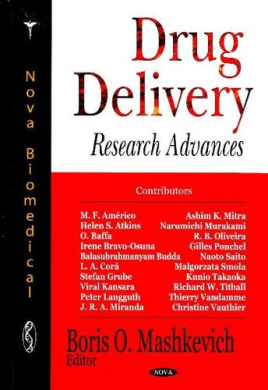 Nova Biomedical
Drug
Delivery
Research Advances
Contributors
M. F. Américo
Helen S. Atkins
O. Baffa
Irene Bravo-Osuna
Balasubrahmanyam Budda
L. A. Corá
Stefan Grube
Viral Kansara
Peter Langguth
J. R. A. Miranda
Ashim K. Mitra
Narumichi Murakami
R. B. Oliveira
Gilles Ponchel
Naoto Saito
Malgorzata Smola
Kunio Takaoka
Richard W. Titball
Thierry Vandamme
Christine Vauthier
Boris O. Mashkevich
Editor
NOVA